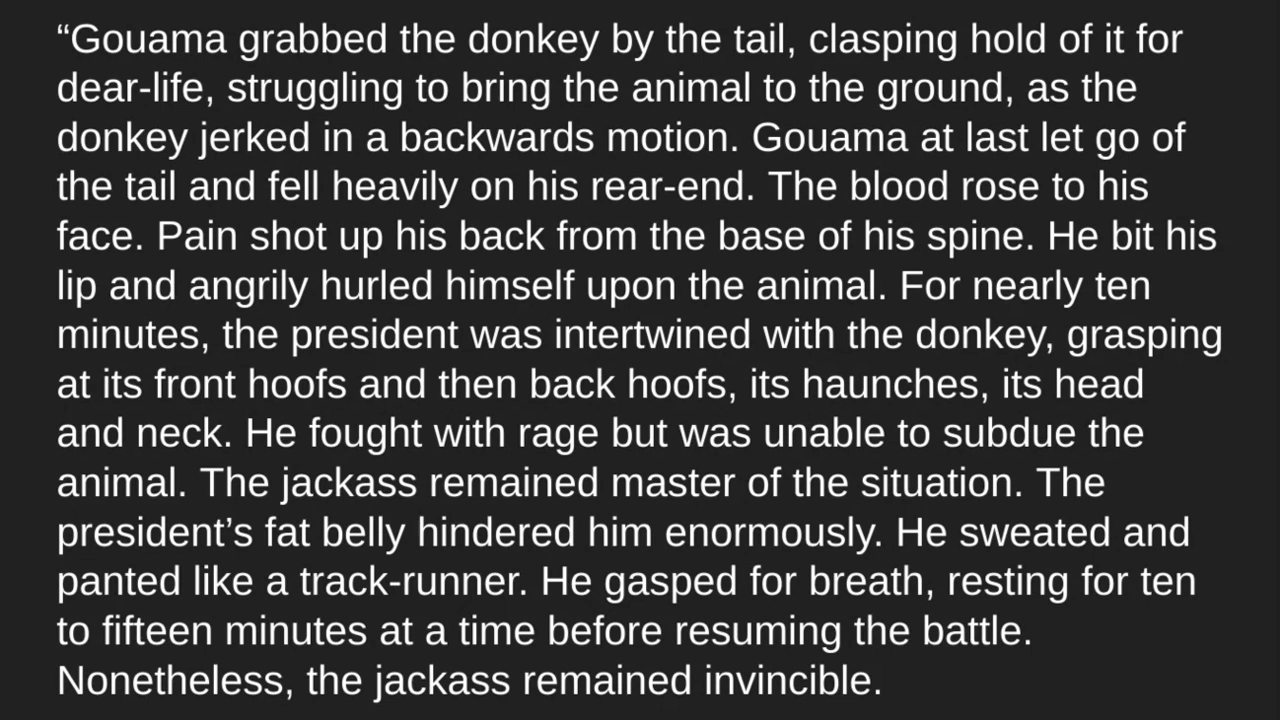 “Gouama grabbed the donkey by the tail, clasping hold of it for
dear-life, struggling to bring the animal to the ground, as the
donkey jerked in a backwards motion. Gouama at last let go of
the tail and fell heavily on his rear-end. The blood rose to his
face. Pain shot up his back from the base of his spine. He bit his
lip and angrily hurled himself upon the animal. For nearly ten
minutes, the president was intertwined with the donkey, grasping
at its front hoofs and then back hoofs, its haunches, its head
and neck. He fought with rage but was unable to subdue the
animal. The jackass remained master of the situation. The
president’s fat belly hindered him enormously. He sweated and
panted like a track-runner. He gasped for breath, resting for ten
to fifteen minutes at a time before resuming the battle.
Nonetheless, the jackass remained invincible.